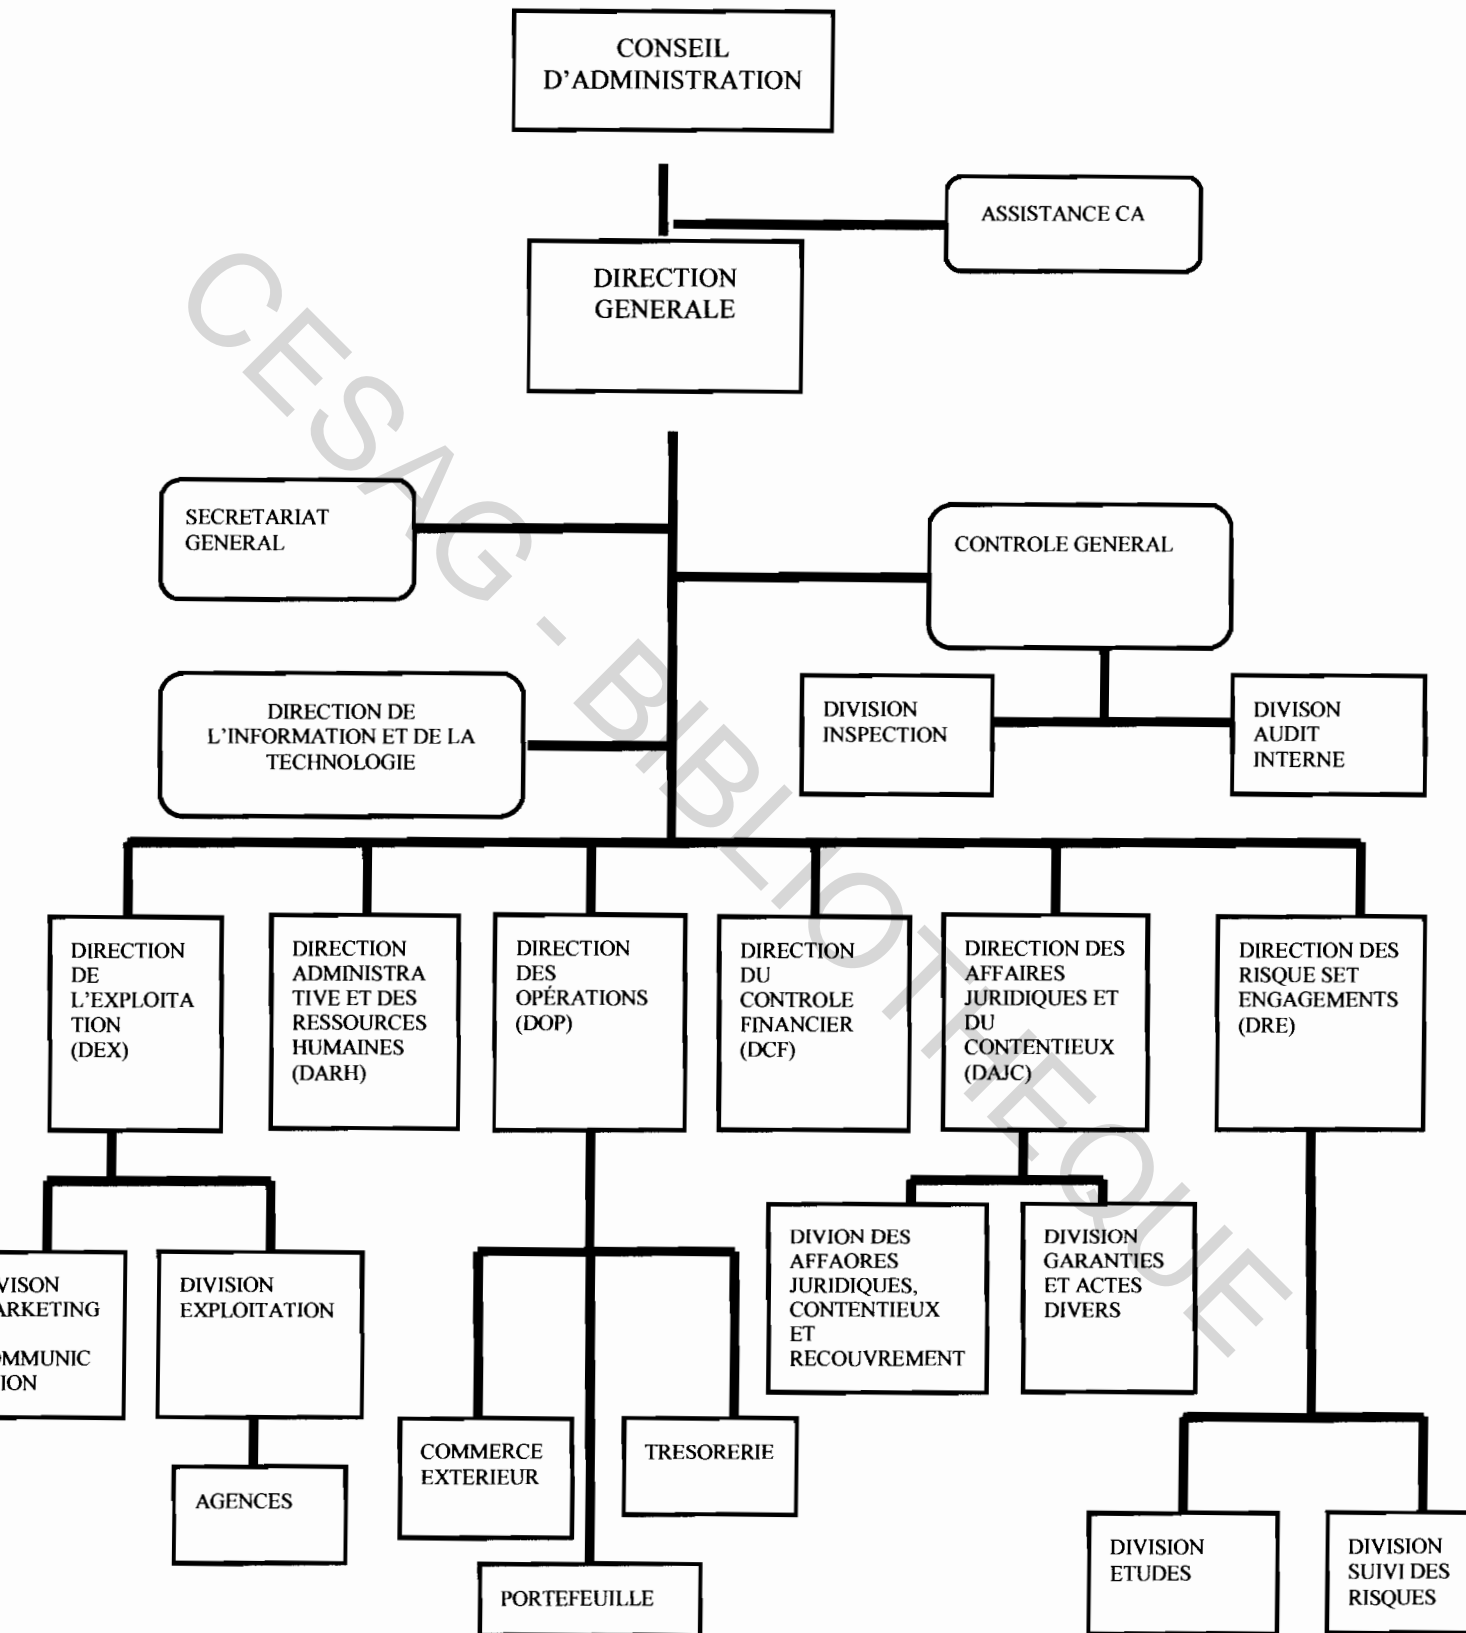 CONSEIL
D'ADMINISTRATION
ASSISTANCE CA
DIRECTION
GENERALE
SECRETARIAT
GENERAL
CONTROLE GENERAL
DIRECTION DE
L'INFORMATION ET DE LA
TECHNOLOGIE
DIVISION
INSPECTION
DIVISON
AUDIT
INTERNE
DIRECTION
DE
L'EXPLOITA
TION
(DEX)
DIRECTION
ADMINISTRA
TIVE ET DES
RESSOURCES
HUMAINES
(DARH)
DIRECTION
DES
OPÉRATIONS
(DOP)
DIRECTION
DU
CONTROLE
FINANCIER
(DCF)
DIRECTION DES
AFFAIRES
JURIDIQUES ET
DU
CONTENTIEUX
(DAJC)
DIRECTION DES
RISQUE SET
ENGAGEMENTS
(DRE)
VISON
ARKETING
OMMUNIC
ION
DIVISION
EXPLOITATION
AGENCES
COMMERCE
EXTERIEUR
TRESORERIE
PORTEFEUILLE
DIVION DES
AFFAORES
JURIDIQUES,
CONTENTIEUX
ET
RECOUVREMENT
DIVISION
GARANTIES
ET ACTES
DIVERS
DIVISION
ETUDES
DIVISION
SUIVI DES
RISQUES
CESAG - BIBLIOTHEQUE